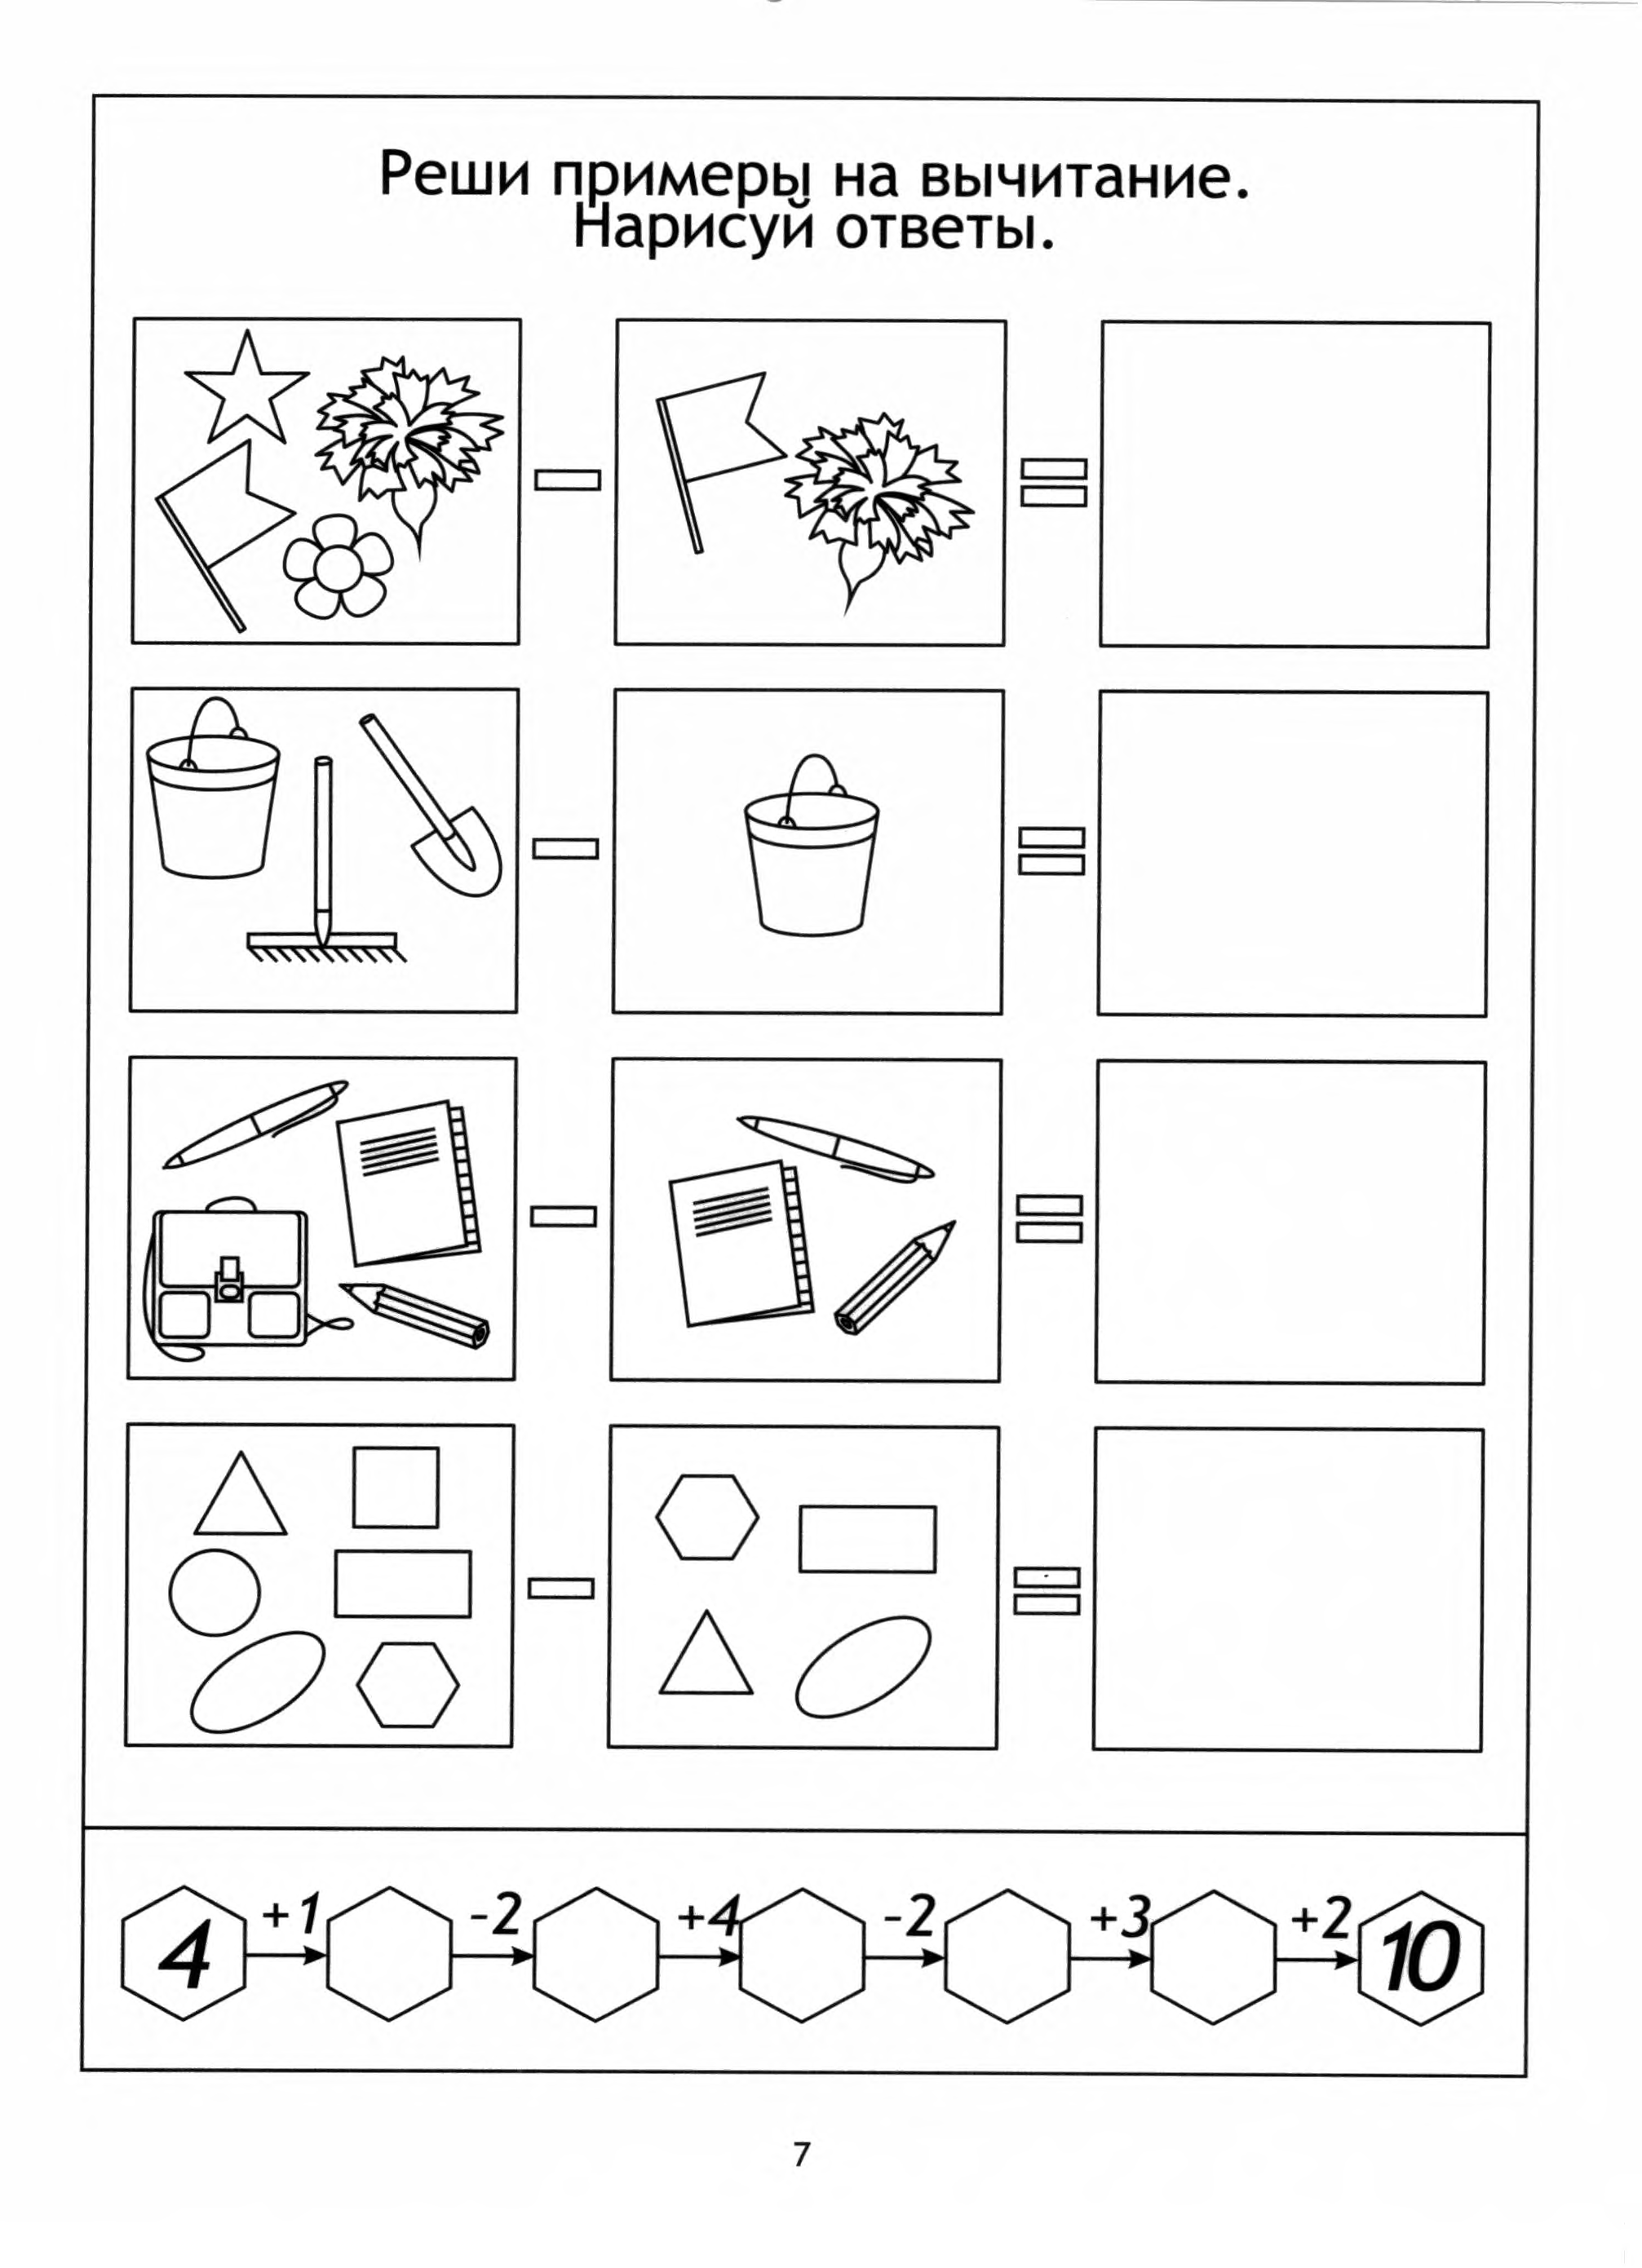 Реши примеры на вычитание.
Нарисуй ответы.
4 +1 -2 +4 -2 +3 +2 10
7